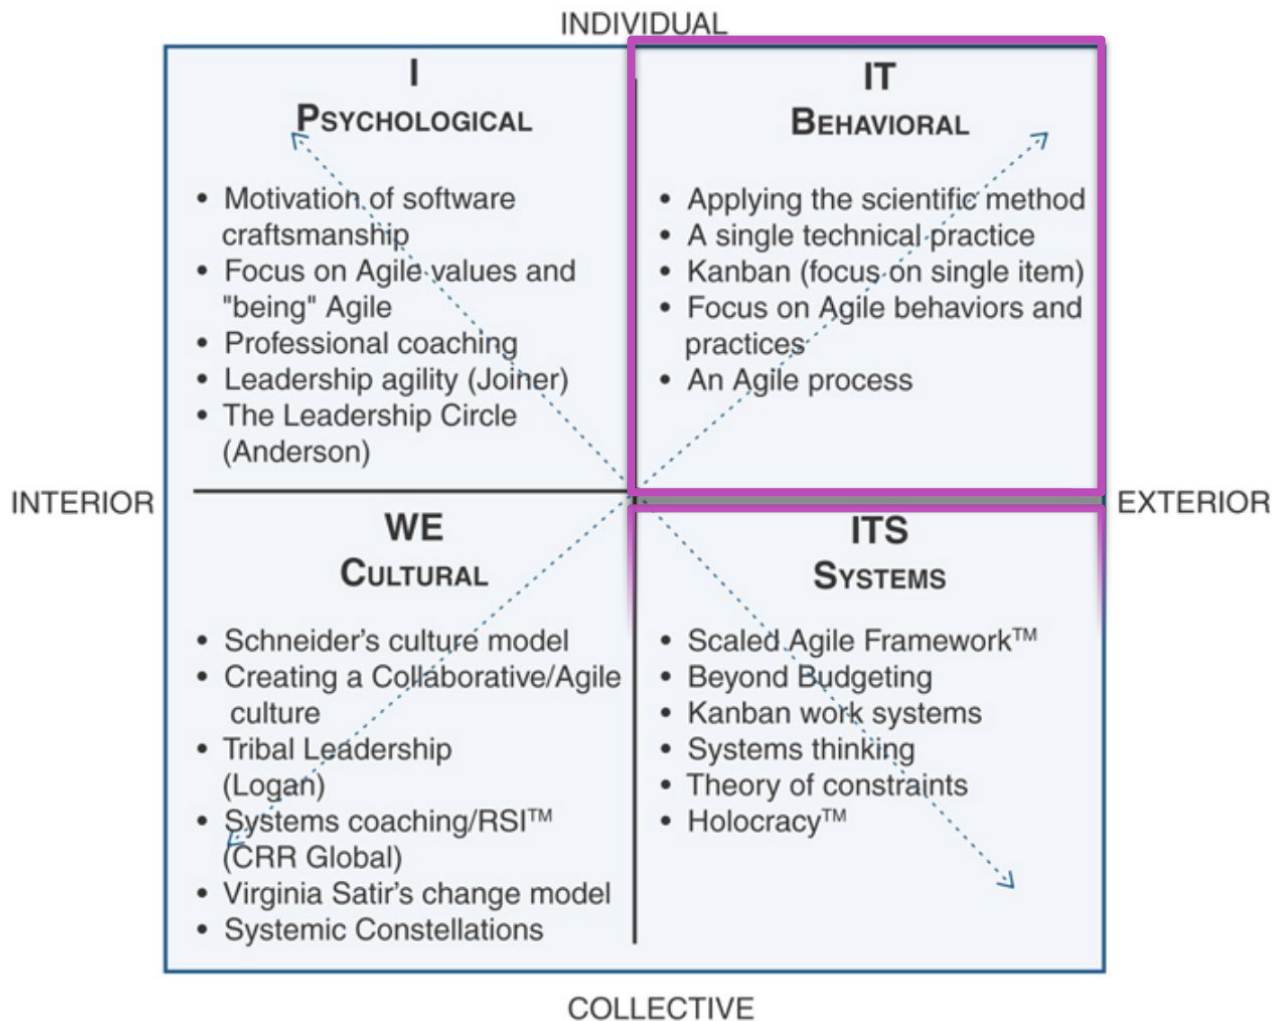 INDIVIDUAL
I
PSYCHOLOGICAL
• Motivation of software
craftsmanship
• Focus on Agile values and
"being" Agile
• Professional coaching
• Leadership agility (Joiner)
• The Leadership Circle
(Anderson)
IT
BEHAVIORAL
• Applying the scientific method
• A single technical practice
• Kanban (focus on single item)
• Focus on Agile behaviors and
practices
• An Agile process
INTERIOR
EXTERIOR
WE
CULTURAL
• Schneider’s culture model
• Creating a Collaborative/Agile
culture
• Tribal Leadership
(Logan)
• Systems coaching/RSI™
(CRR Global)
• Virginia Satir’s change model
• Systemic Constellations
ITS
SYSTEMS
• Scaled Agile Framework™
• Beyond Budgeting
• Kanban work systems
• Systems thinking
• Theory of constraints
• Holocracy™
COLLECTIVE